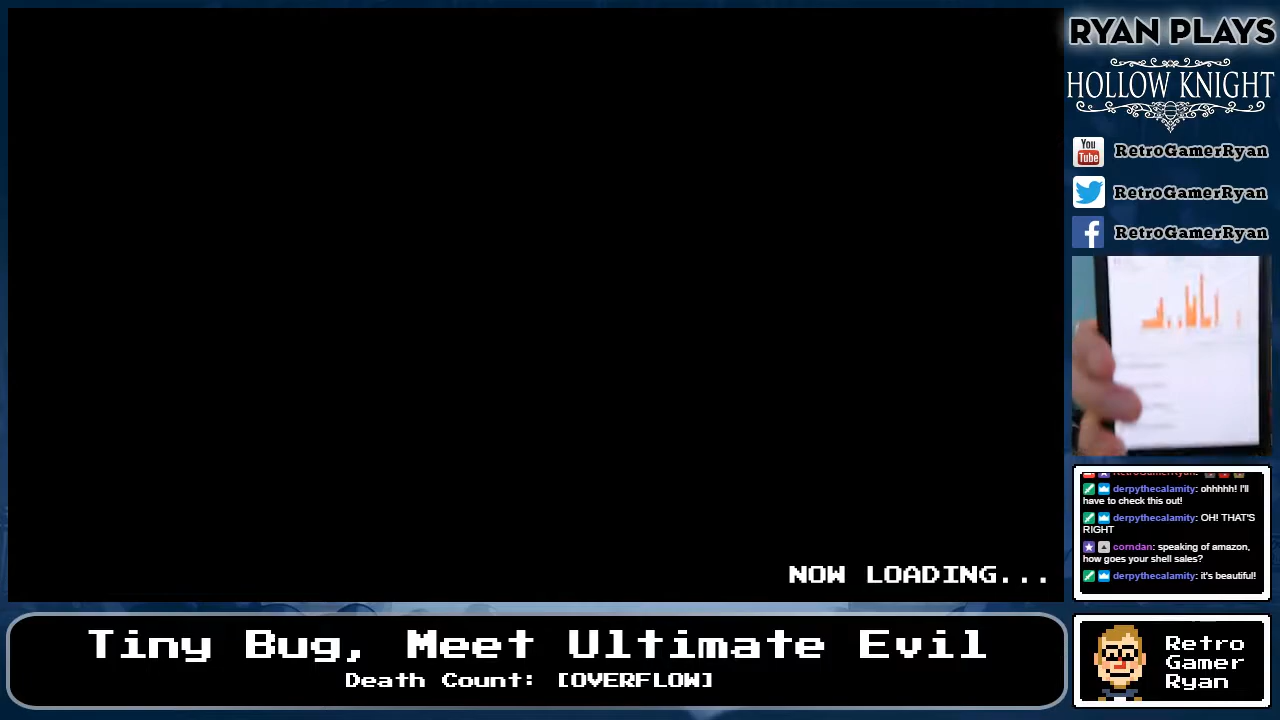 RYAN PLAYS
HOLLOW KNIGHT
You
Tube
RetroGamerRyan
RetroGamerRyan
f
RetroGamerRyan
derpythecalamity: ohhhhh! I'll
have to check this out!
derpythecalamity: OH! THAT'S
RIGHT
corndan: speaking of amazon,
how goes your shell sales?
derpythecalamity: it's beautiful!
NOW LOADING...
Tiny Bug, Meet Ultimate Evil
Death Count: [OVERFLOW]
Retro
Gamer
Ryan